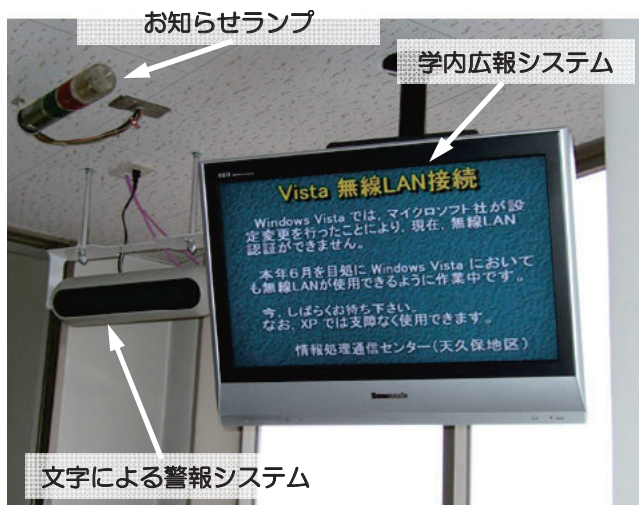 お知らせランプ
学内広報システム
Vista 無線LAN接続
Windows Vista では、マイクロソフト社が設
定変更を行ったことにより、現在、無線LAN
認証ができません。
本年6月を目処に Windows Vista において
も無線LANが使用できるように作業中です。
今、しばらくお待ち下さい。
なお、XP では支障なく使用できます。
情報処理通信センター(天久保地区)
文字による警報システム